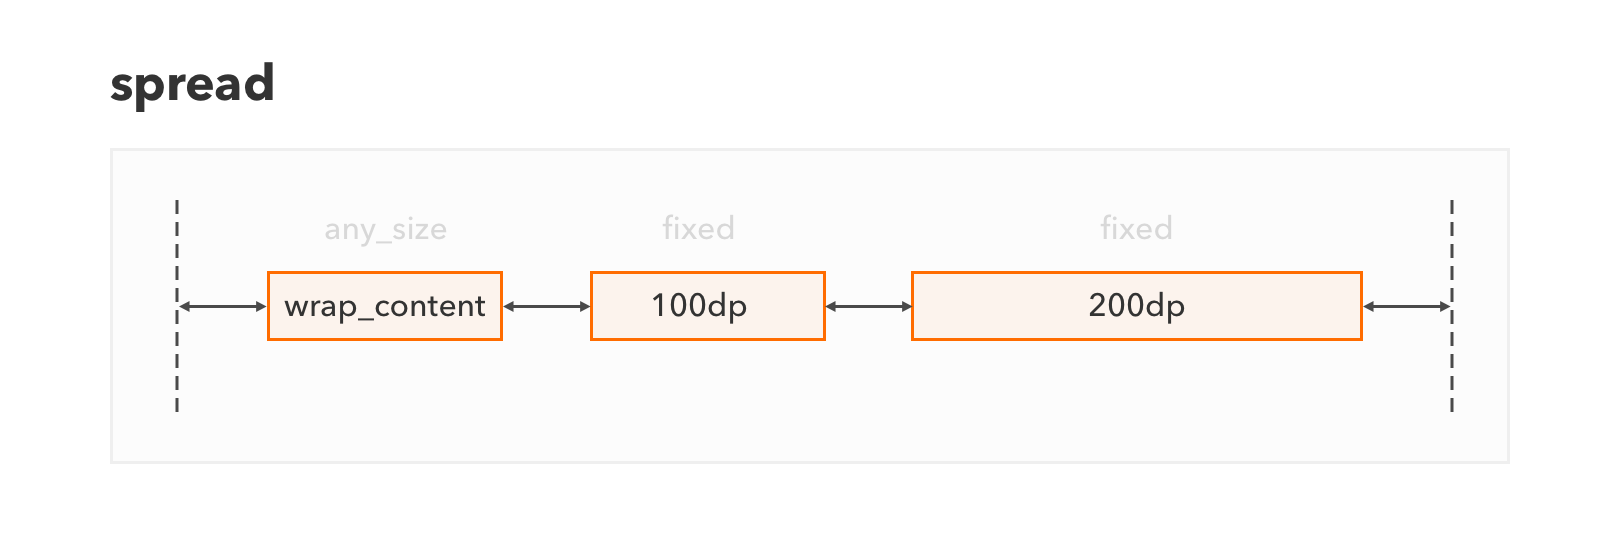 spread
any_size fixed fixed
wrap_content 100dp 200dp